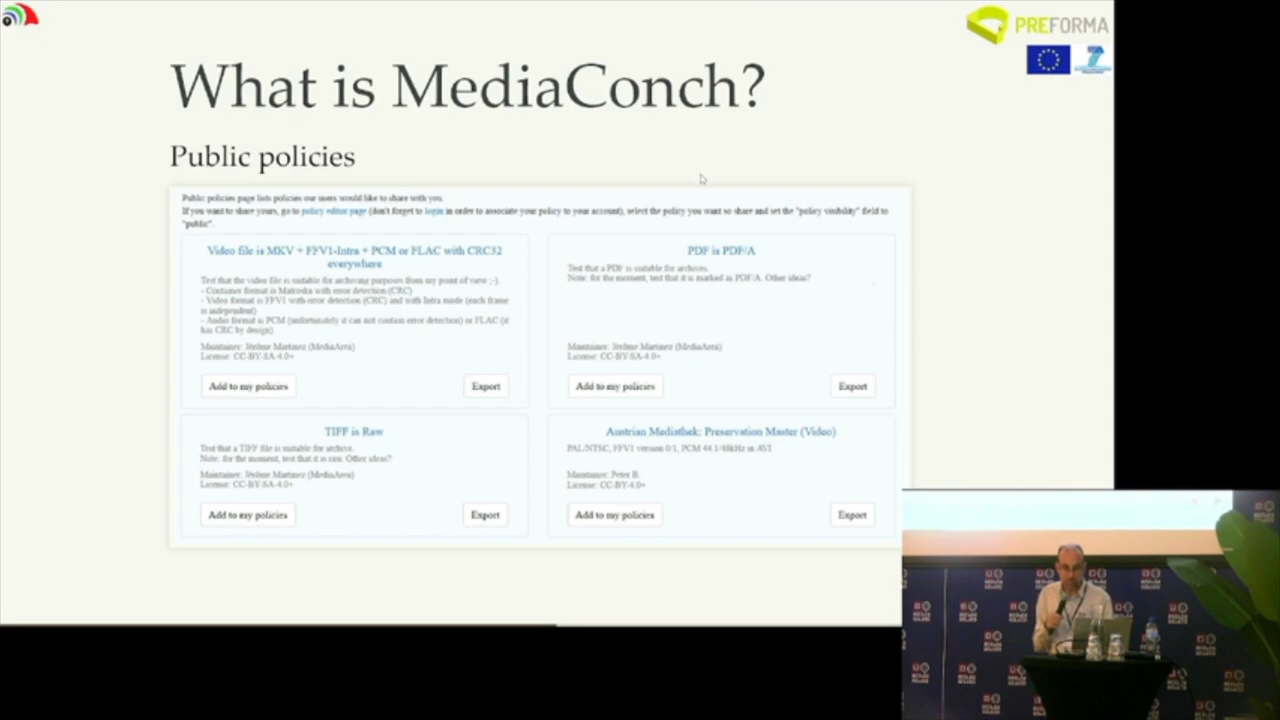 PREFORMA
What is MediaConch?
Public policies
Public policies page lists policies our users would like to share with you.
If you want to share yours, go to policy editor page (don't forget to login in order to associate your policy to your account), select the policy you want so share and set the "policy visibility" field to
"public".
Video file is MKV + FFV1-Intra + PCM or FLAC with CRC32
everywhere
Test that the video file is suitable for archiving purposes from my point of view ;-).
- Container format is Matroska with error detection (CRC)
- Video format is FFV1 with error detection (CRC) and with Intra mode (each frame
is independent)
- Audio format is PCM (unfortunately it can not contain error detection) or FLAC (it
has CRC by design)
Maintainer: Jérôme Martinez (MediaArea)
License: CC-BY-SA-4.0+
Add to my policies
Export
PDF is PDF/A
Test that a PDF is suitable for archives.
Note: for the moment, test that it is marked as PDF/A. Other ideas?
Maintainer: Jérôme Martinez (MediaArea)
License: CC-BY-SA-4.0+
Add to my policies
Export
TIFF is Raw
Test that a TIFF file is suitable for archive.
Note: for the moment, test that it is raw. Other ideas?
Maintainer: Jérôme Martinez (MediaArea)
License: CC-BY-SA-4.0+
Add to my policies
Export
Austrian Mediathek: Preservation Master (Video)
PAL/NTSC, FFV1 version 0/1, PCM 44.1/48kHz in AVI
Maintainer: Peter B.
License: CC-BY-4.0+
Add to my policies
Export